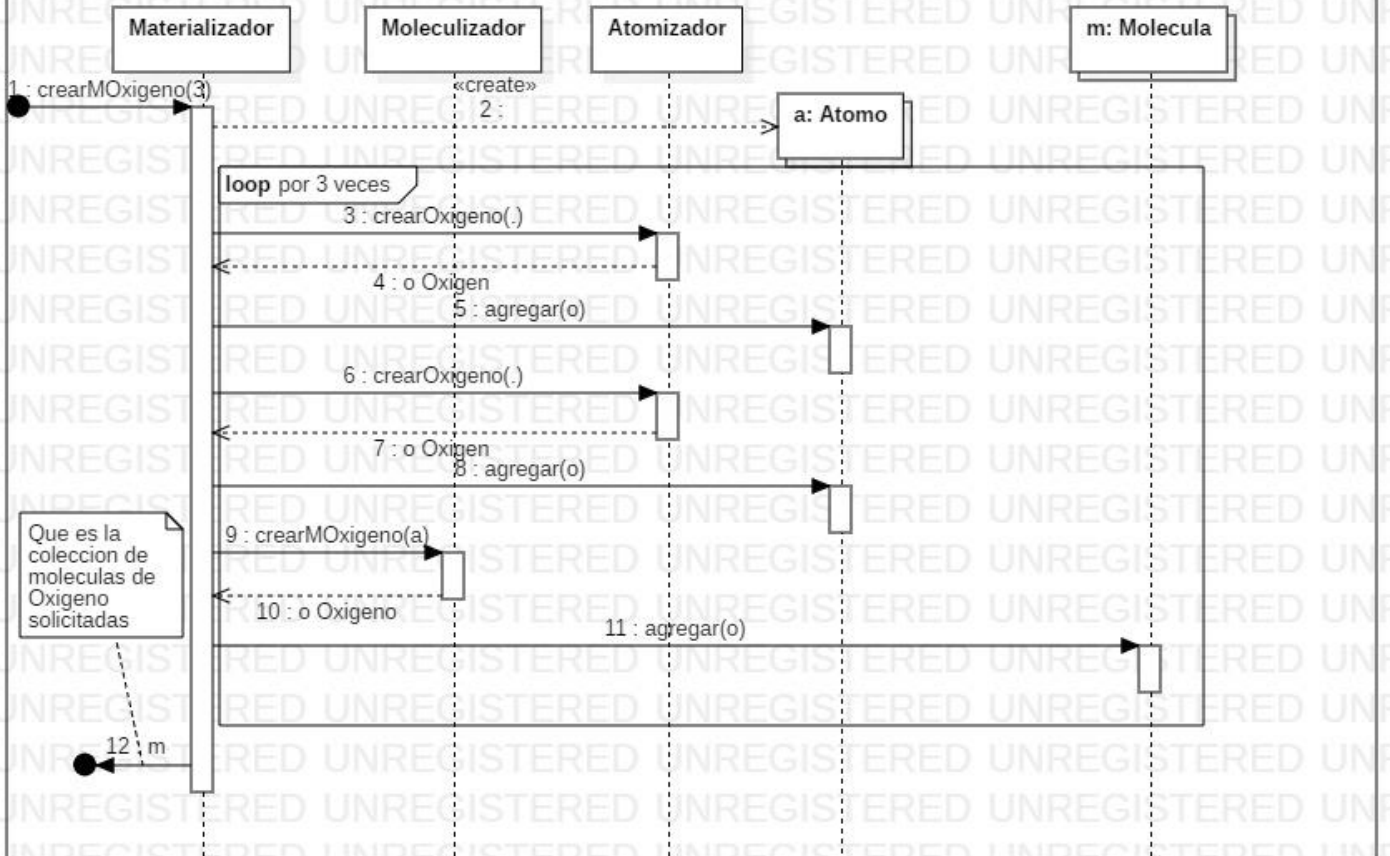 Materializador
Moleculizador
Atomizador
m: Molecula
1 : crearMOxigeno(3)
«create»
2 :
a: Atomo
loop por 3 veces
3 : crearOxigeno(.)
4 : o Oxigen
5 : agregar(o)
6 : crearOxigeno(.)
7 : o Oxigen
8 : agregar(o)
Que es la
coleccion de
moleculas de
Oxigeno
solicitadas
9 : crearMOxigeno(a)
10 : o Oxigeno
11 : agregar(o)
12 : m
UNREGISTERED